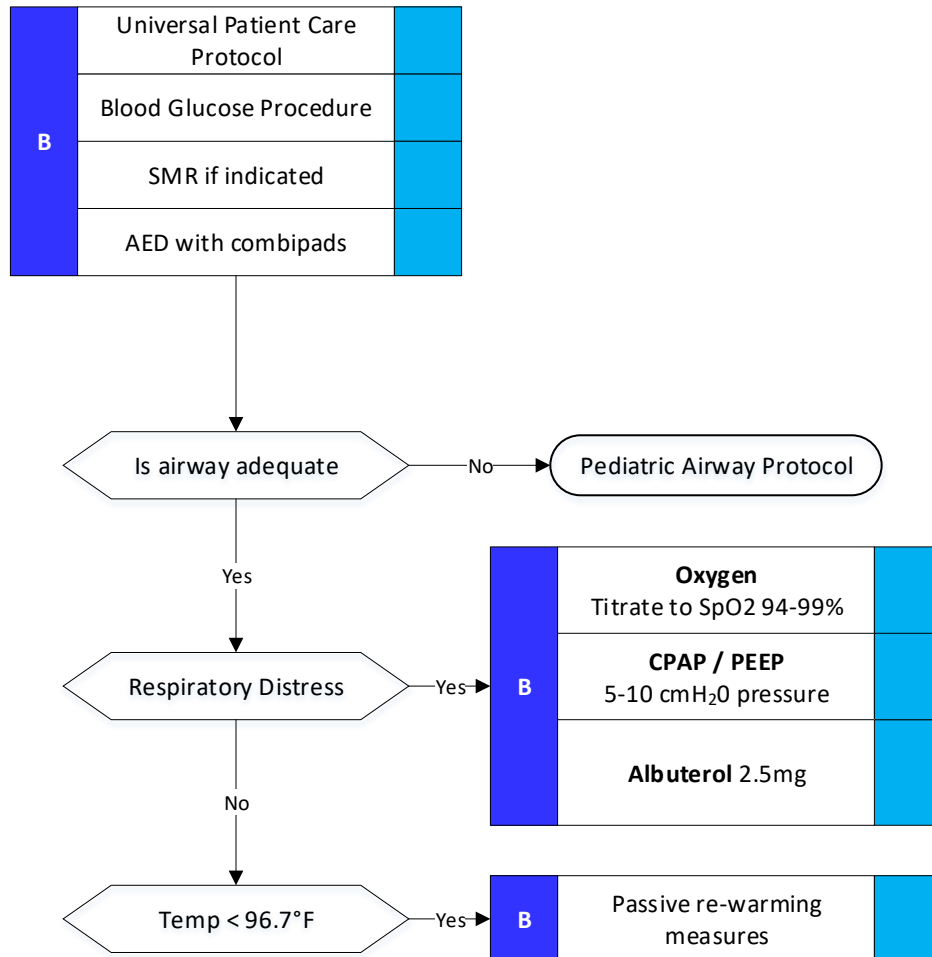 Universal Patient Care
Protocol
Blood Glucose Procedure
B
SMR if indicated
AED with combipads
Is airway adequate
No
Pediatric Airway Protocol
Yes
Oxygen
Titrate to SpO2 94-99%
Respiratory Distress
Yes
B
CPAP / PEEP
5-10 cmH₂0 pressure
Albuterol 2.5mg
No
Temp < 96.7°F
Yes
B
Passive re-warming
measures